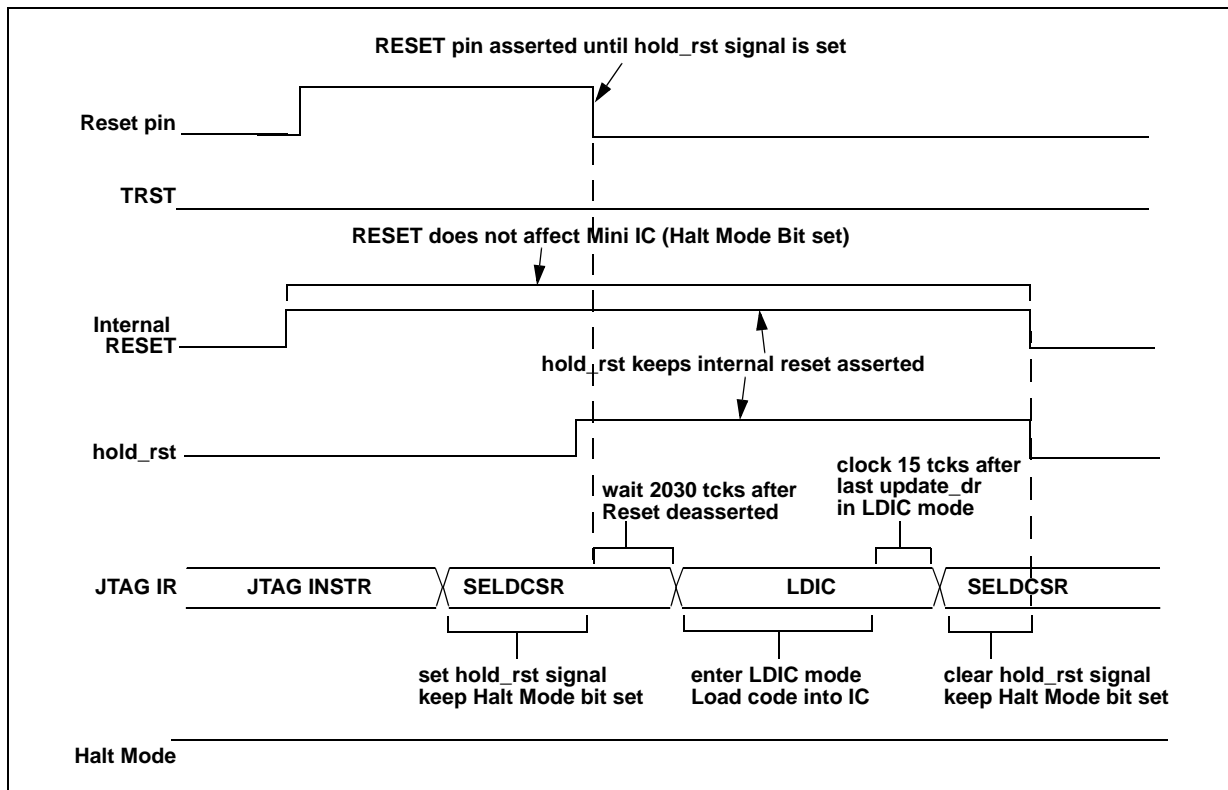 RESET pin asserted until hold_rst signal is set
Reset pin
TRST
RESET does not affect Mini IC (Halt Mode Bit set)
Internal
RESET
hold_rst keeps internal reset asserted
hold_rst
wait 2030 tcks after
Reset deasserted
clock 15 tcks after
last update_dr
in LDIC mode
JTAG IR
JTAG INSTR
SELDCSR
LDIC
SELDCSR
set hold_rst signal
keep Halt Mode bit set
enter LDIC mode
Load code into IC
clear hold_rst signal
keep Halt Mode bit set
Halt Mode